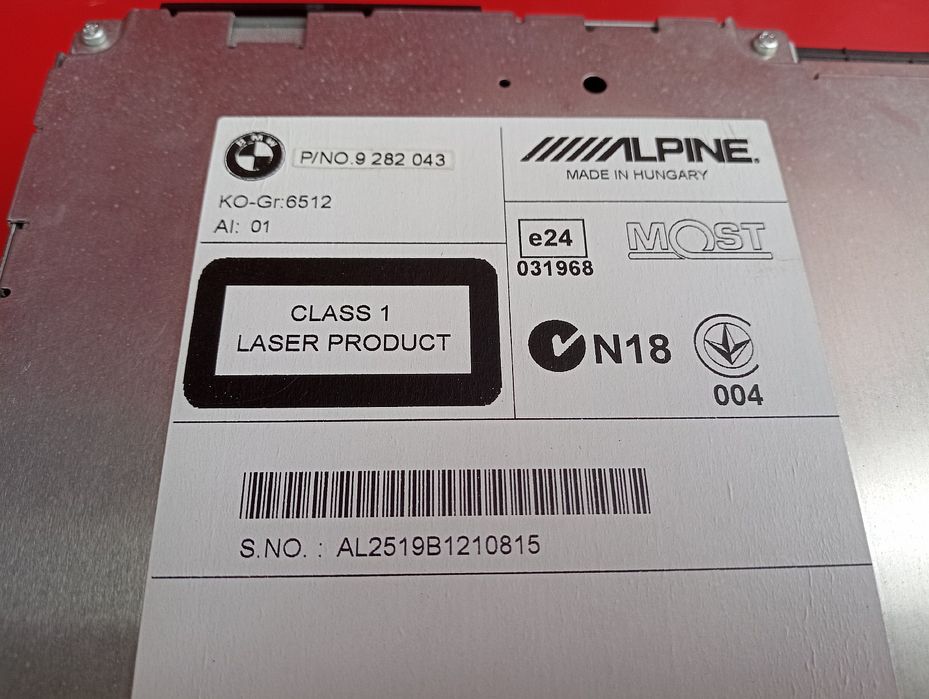 BMW
P/NO.9 282 043
KO-Gr:6512
AI: 01
ALPINE®
MADE IN HUNGARY
e24
031968
MOST
CLASS 1
LASER PRODUCT
N18
004
S.NO. : AL2519B1210815